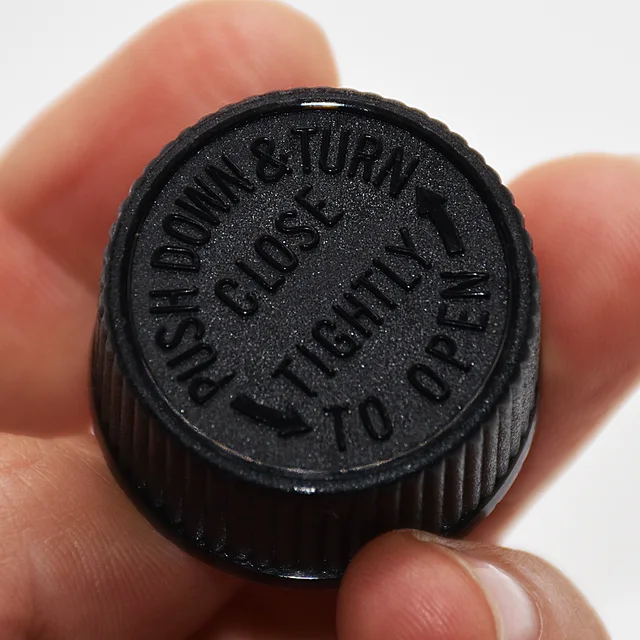 PUSH DOWN & TURN
TO OPEN
CLOSE
TIGHTLY